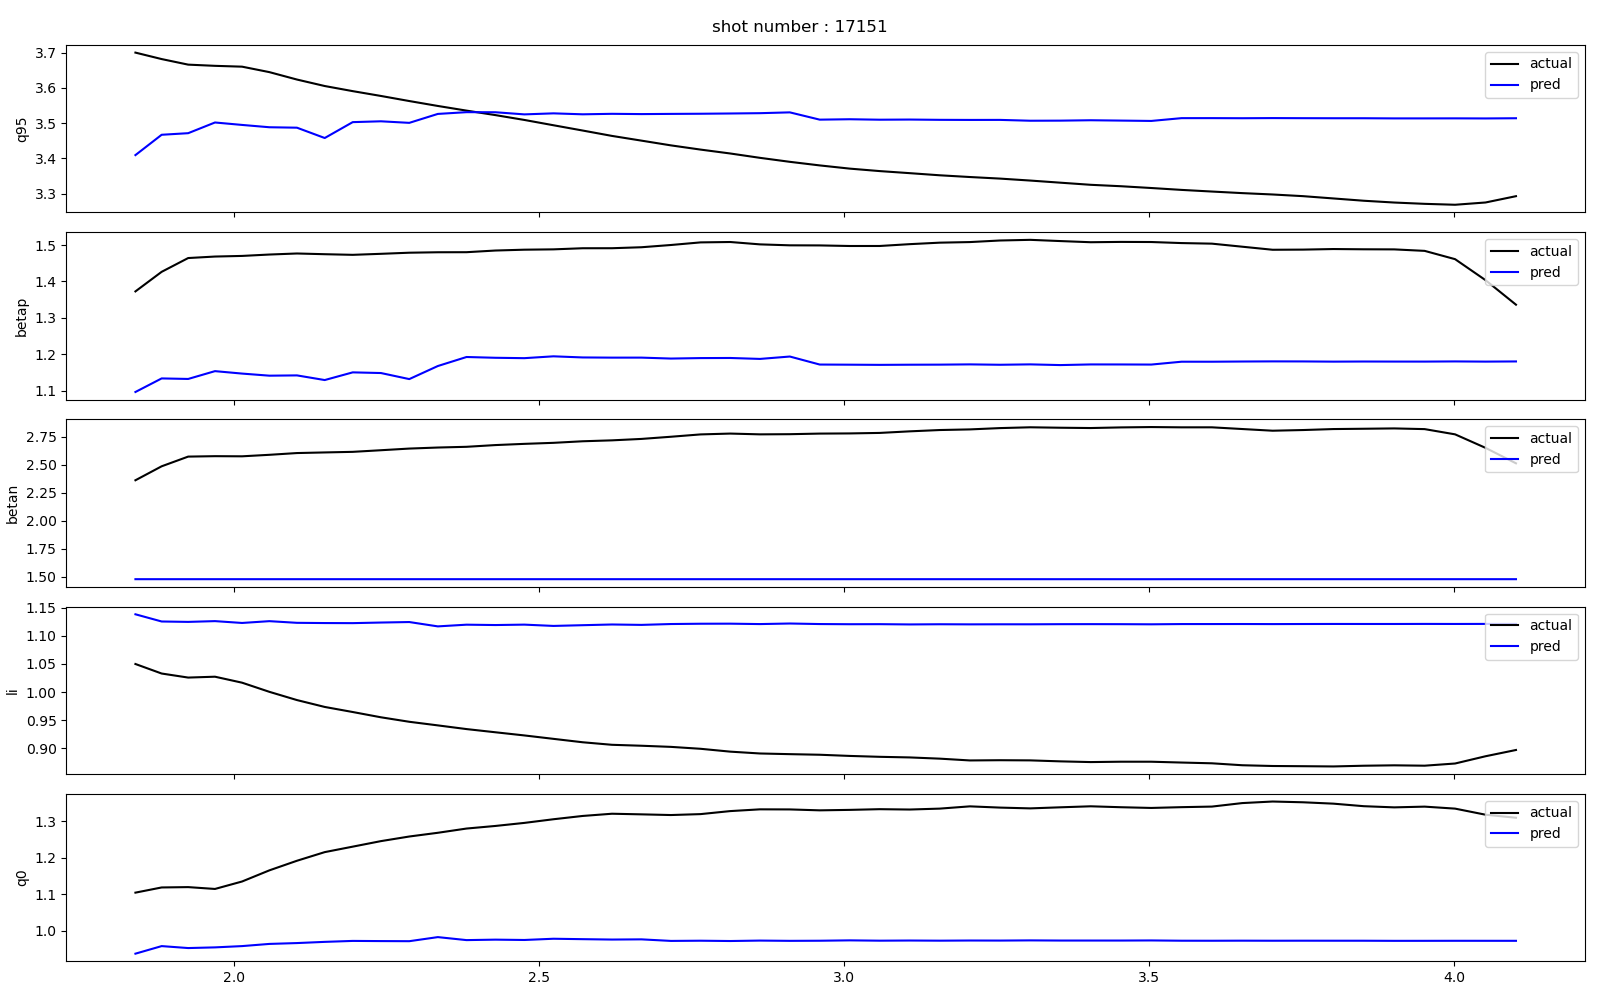 shot number : 17151
3.7
3.6
3.5
3.4
3.3
q95
actual
pred
1.5
1.4
1.3
1.2
1.1
betap
actual
pred
2.75
2.50
2.25
2.00
1.75
1.50
betan
actual
pred
1.15
1.10
1.05
1.00
0.95
0.90
li
actual
pred
1.3
1.2
1.1
1.0
q0
actual
pred
2.0 2.5 3.0 3.5 4.0